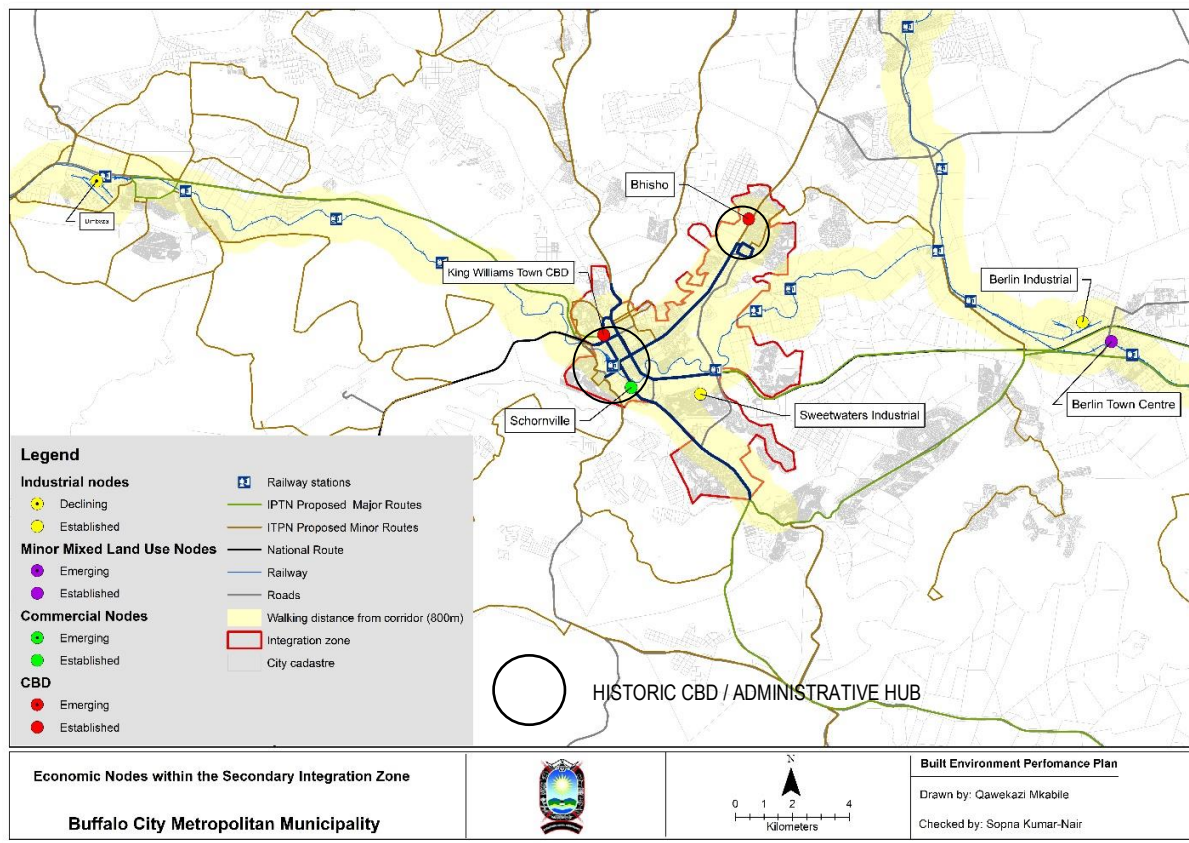 Bhisho
King Williams Town CBD
Berlin Industrial
Schornville
Sweetwaters Industrial
Berlin Town Centre
Legend
Industrial nodes
Declining
Established
Minor Mixed Land Use Nodes
Emerging
Established
Commercial Nodes
Emerging
Established
CBD
Emerging
Established
Railway stations
IPTN Proposed Major Routes
ITPN Proposed Minor Routes
National Route
Railway
Roads
Walking distance from corridor (800m)
Integration zone
City cadastre
HISTORIC CBD / ADMINISTRATIVE HUB
Economic Nodes within the Secondary Integration Zone
Buffalo City Metropolitan Municipality
N
0 1 2 4
Kilometers
Built Environment Perfomance Plan
Drawn by: Qawekazi Mkabile
Checked by: Sopna Kumar-Nair